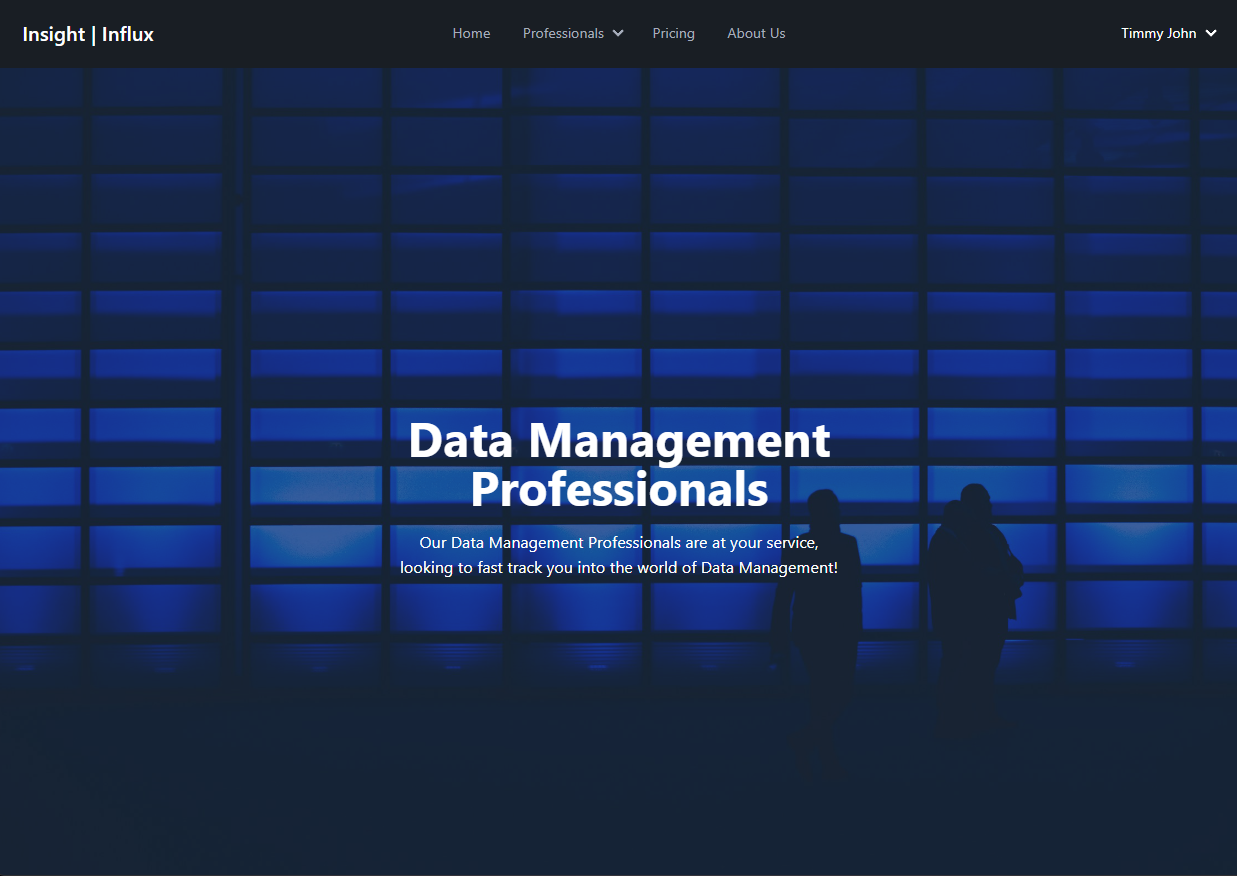 Insight | Influx
Home
Professionals
Pricing
About Us
Timmy John
Data Management
Professionals
Our Data Management Professionals are at your service,
looking to fast track you into the world of Data Management!